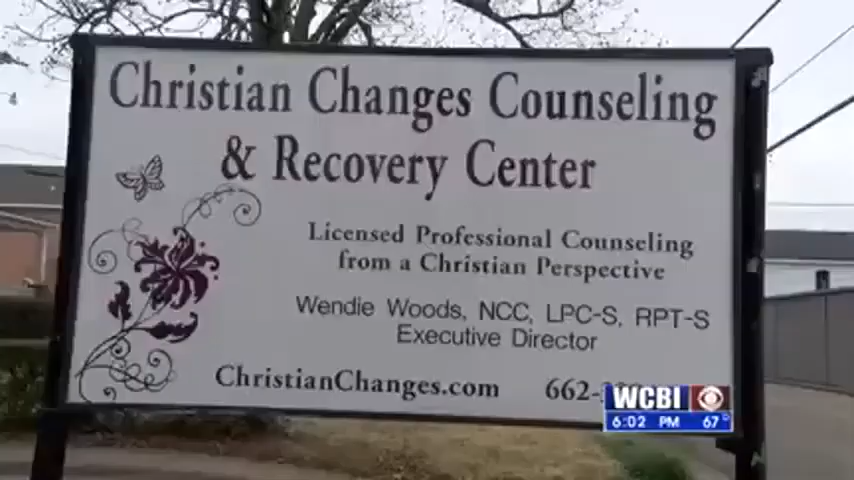 Christian Changes Counseling
& Recovery Center
Licensed Professional Counseling
from a Christian Perspective
Wendie Woods, NCC, LPC-S, RPT-S
Executive Director
ChristianChanges.com 662-
WCBI
6:02 PM 67°